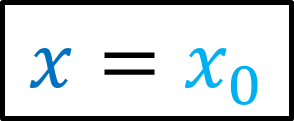 x = x₀